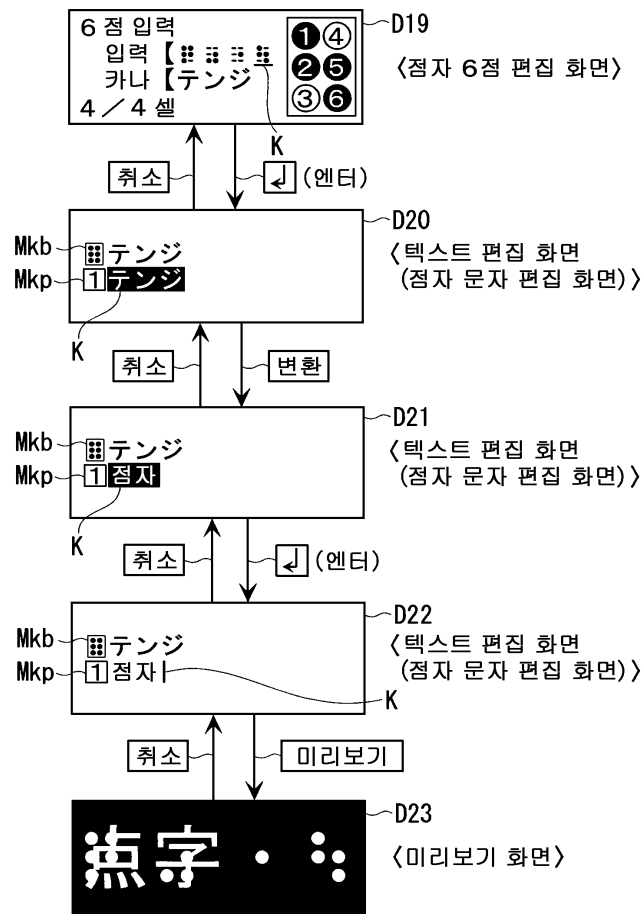 6 점 입력
입력【⠟ ⠴ ⠐ ⠳
카나【テンジ
4／4 셀
①④
②⑤
③⑥
D19
〈점자 6점 편집 화면〉
K
취소
↲ (엔터)
D20
Mkb
テンジ
Mkp
1 テンジ
〈텍스트 편집 화면
(점자 문자 편집 화면)〉
K
취소
변환
D21
Mkb
テンジ
Mkp
1 점자
〈텍스트 편집 화면
(점자 문자 편집 화면)〉
K
취소
↲ (엔터)
D22
Mkb
テンジ
Mkp
1 점자
〈텍스트 편집 화면
(점자 문자 편집 화면)〉
K
취소
미리보기
D23
点字
〈미리보기 화면〉